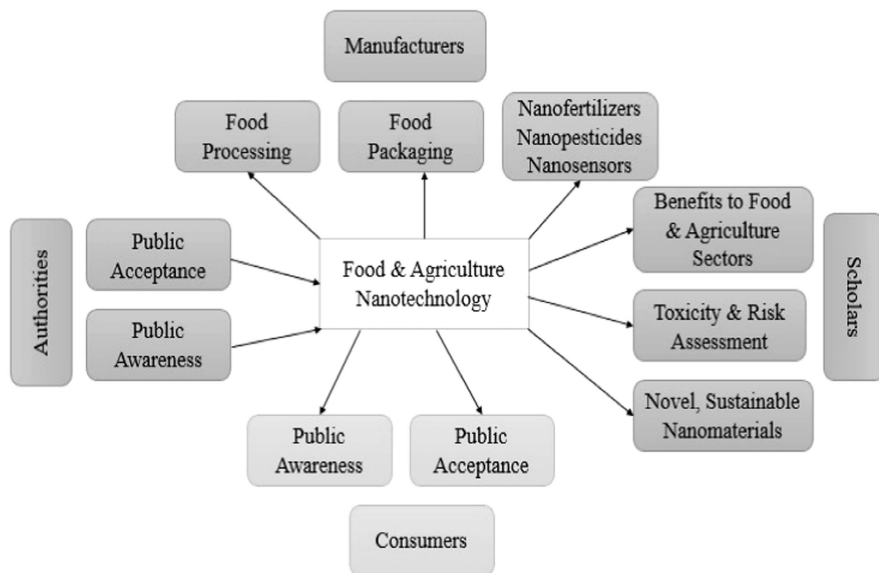 Manufacturers
Food
Processing
Food
Packaging
Nanofertilizers
Nanopesticides
Nanosensors
Authorities
Public
Acceptance
Public
Awareness
Food & Agriculture
Nanotechnology
Benefits to Food
& Agriculture
Sectors
Toxicity & Risk
Assessment
Novel, Sustainable
Nanomaterials
Scholars
Public
Awareness
Public
Acceptance
Consumers